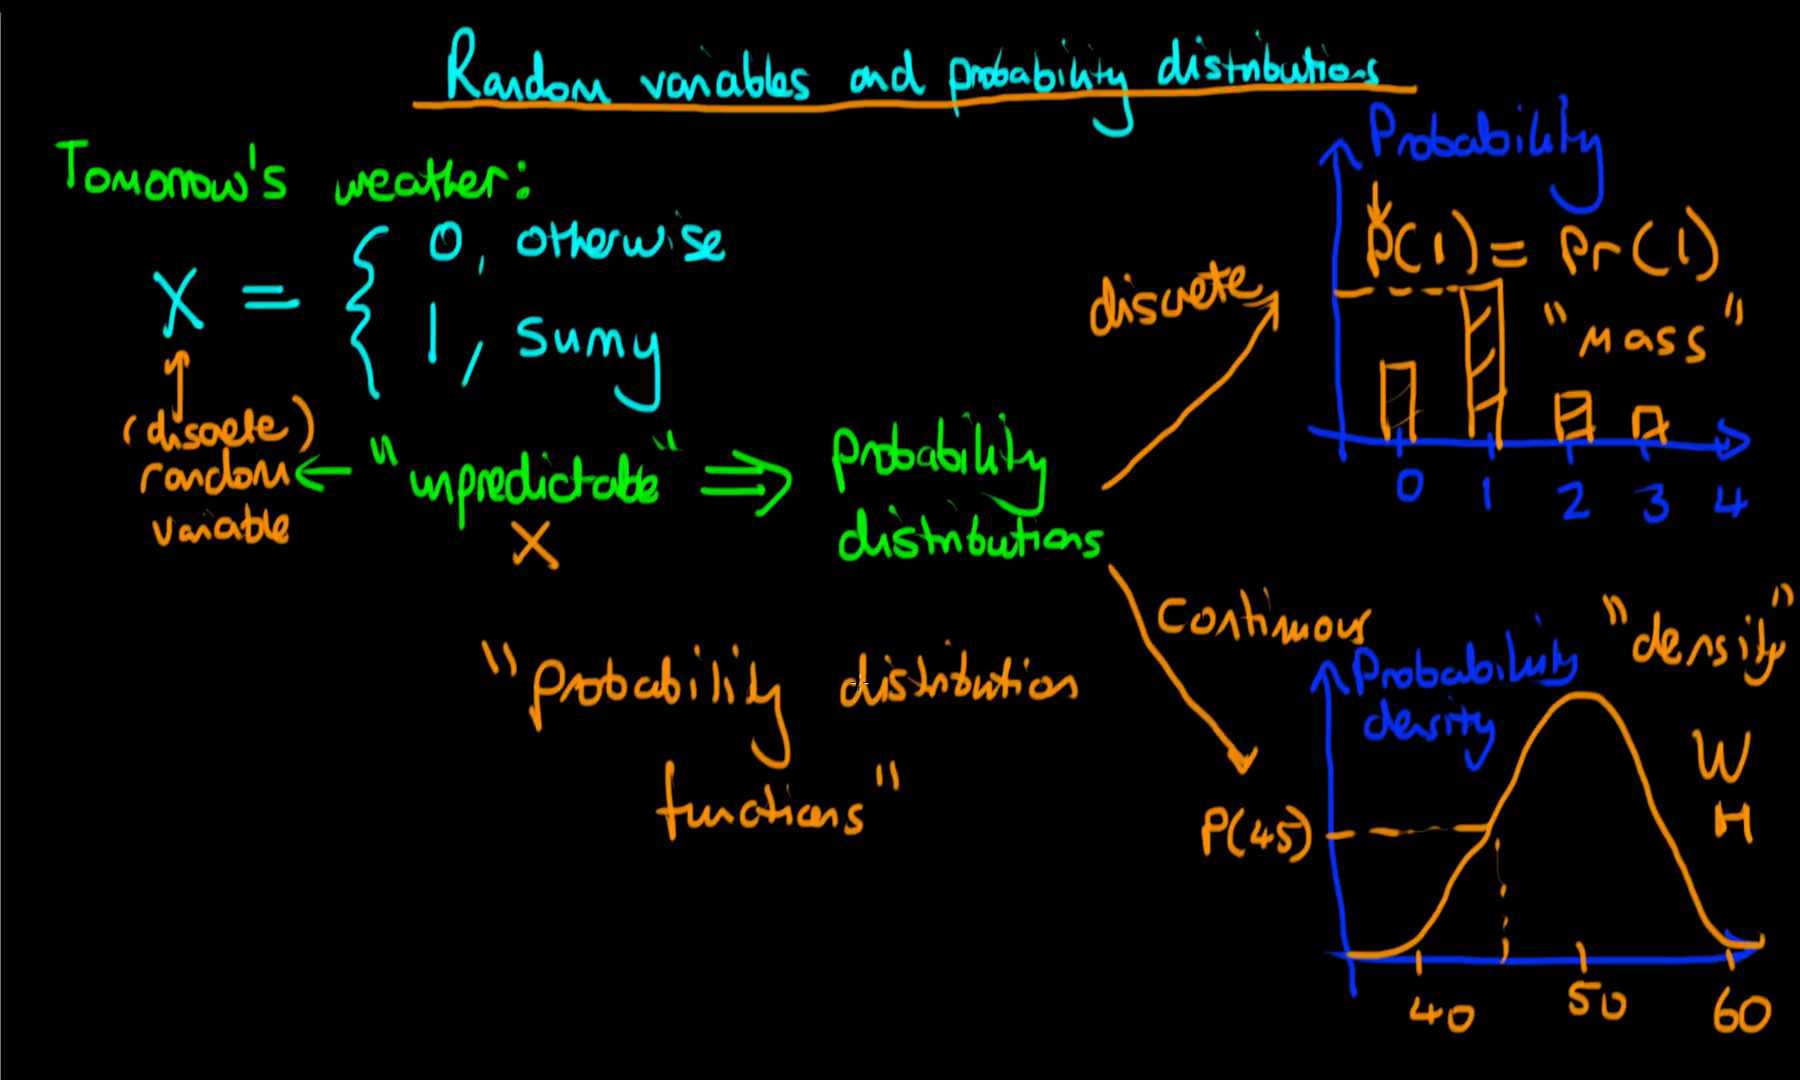 Random variables and probability distributions
Tomorrow's weather:
X = { 0, otherwise
1, sunny
(discrete)
random
variable
"unpredictable"
X
probability
distributions
"probability distribution
functions"
discrete
Probability
P(1) = Pr(1)
"mass"
0 1 2 3 4
Continuous
"density"
Probability
density
W
H
P(45)
40 50 60